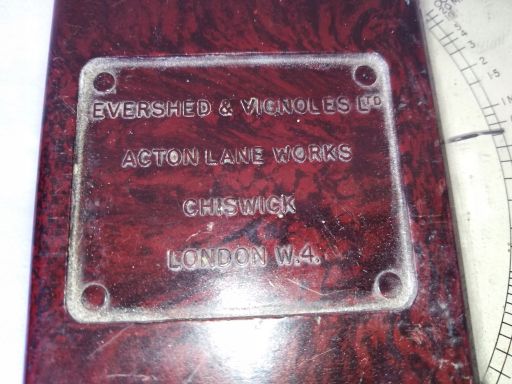 EVERSHED & VIGNOLES LTD
ACTON LANE WORKS
CHISWICK
LONDON W.4.